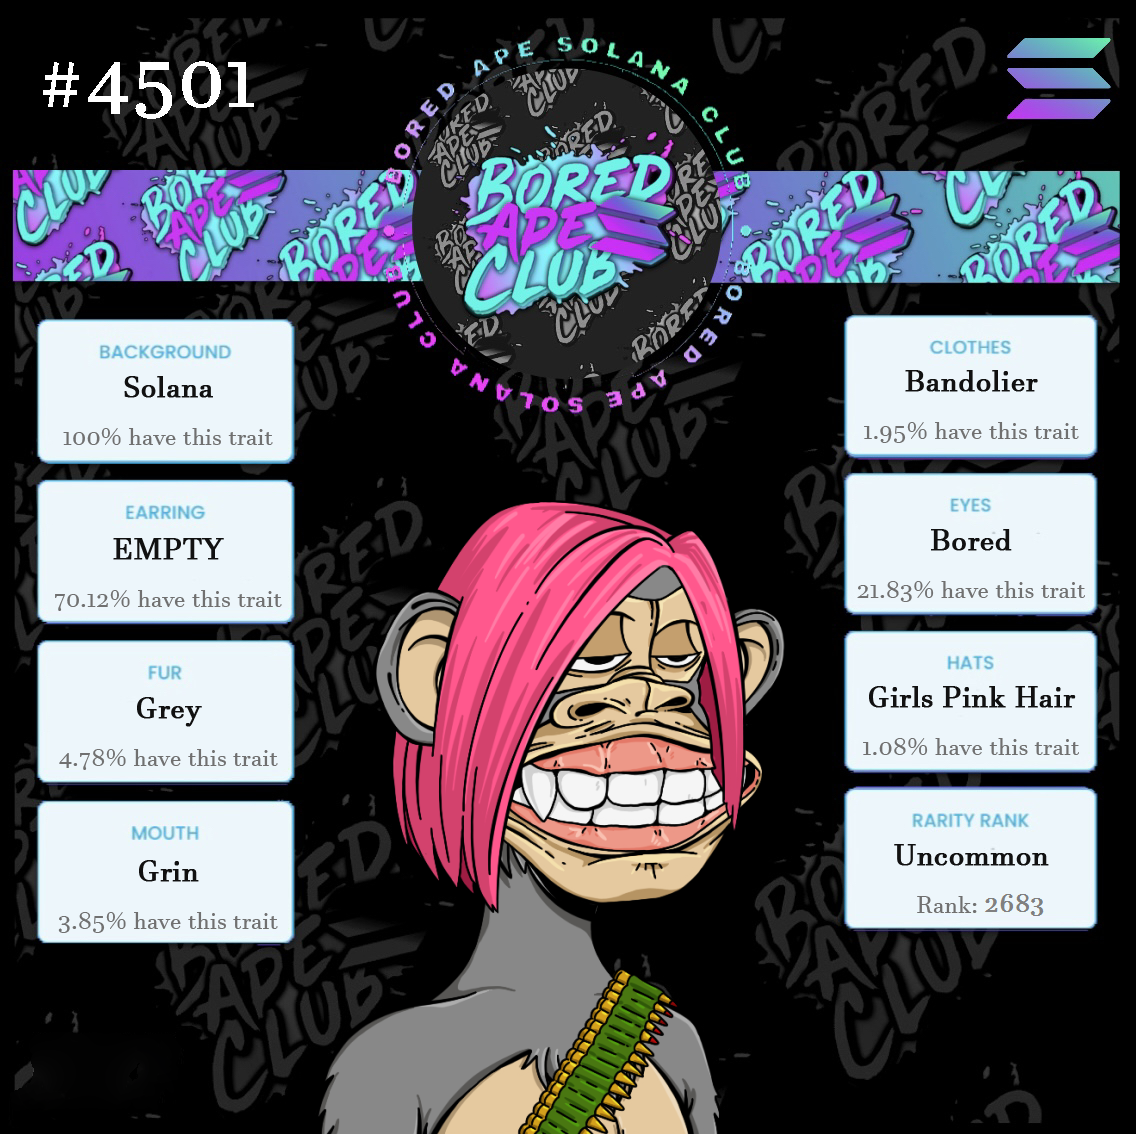 #4501
BORED APE SOLANA CLUB
BORED
APE
CLUB
BORED APE SOLANA CLUB
BACKGROUND
Solana
100% have this trait
EARRING
EMPTY
70.12% have this trait
FUR
Grey
4.78% have this trait
MOUTH
Grin
3.85% have this trait
CLOTHES
Bandolier
1.95% have this trait
EYES
Bored
21.83% have this trait
HATS
Girls Pink Hair
1.08% have this trait
RARITY RANK
Uncommon
Rank: 2683